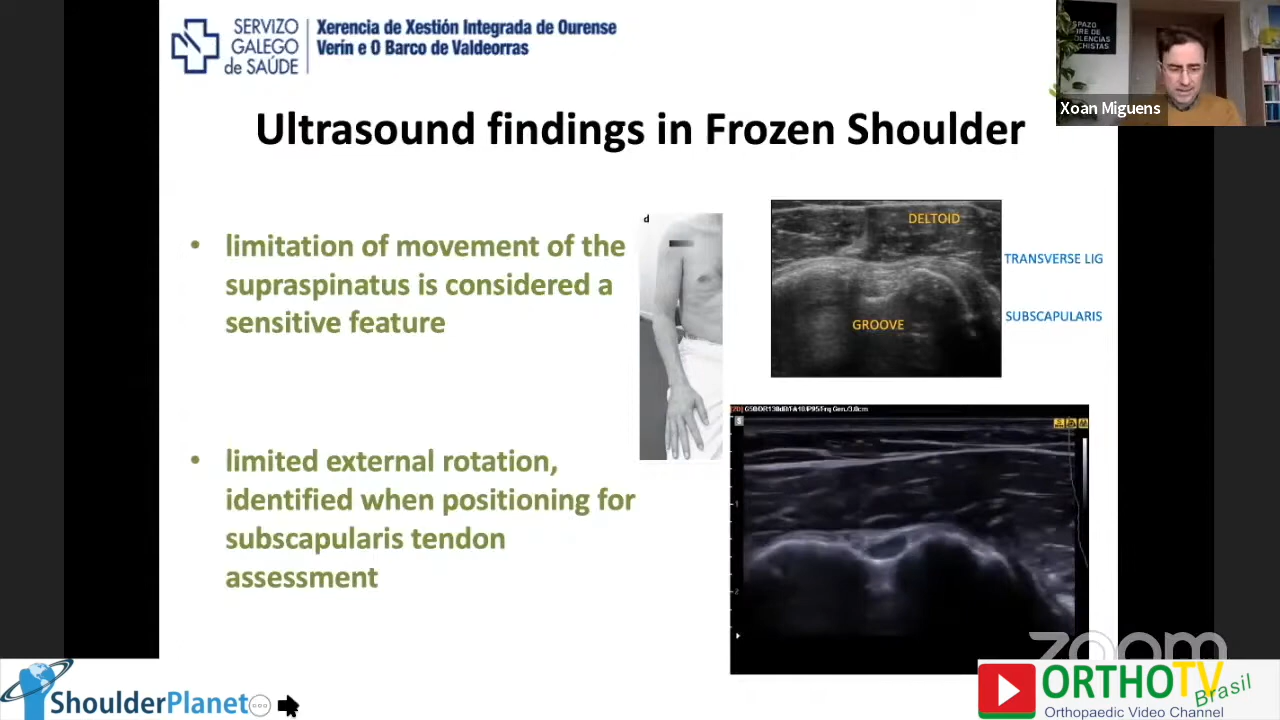 SERVIZO
GALEGO
de SAÚDE
Xerencia de Xestión Integrada de Ourense
Verín e O Barco de Valdeorras
Xoan Miguens
Ultrasound findings in Frozen Shoulder
limitation of movement of the
supraspinatus is considered a
sensitive feature
limited external rotation,
identified when positioning for
subscapularis tendon
assessment
d
DELTOID
TRANSVERSE LIG
SUBSCAPULARIS
GROOVE
1
2
zoom
ShoulderPlanet
ORTHOTV
Brasil
Orthopaedic Video Channel